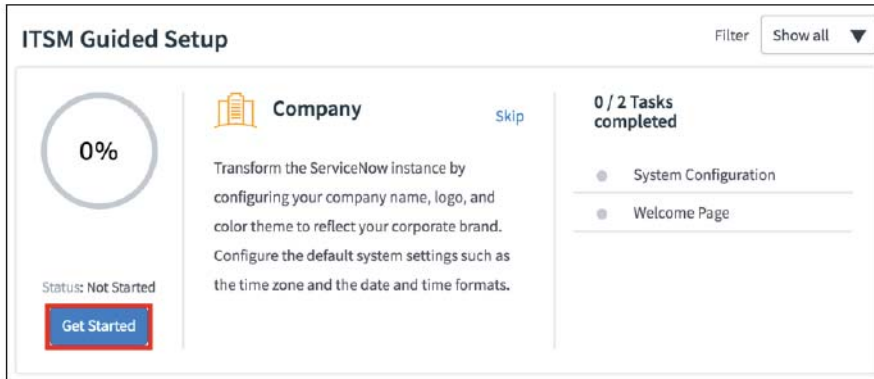 ITSM Guided Setup
Filter
Show all
0%
Status: Not Started
Get Started
Company
Skip
Transform the ServiceNow instance by
configuring your company name, logo, and
color theme to reflect your corporate brand.
Configure the default system settings such as
the time zone and the date and time formats.
0 / 2 Tasks
completed
System Configuration
Welcome Page